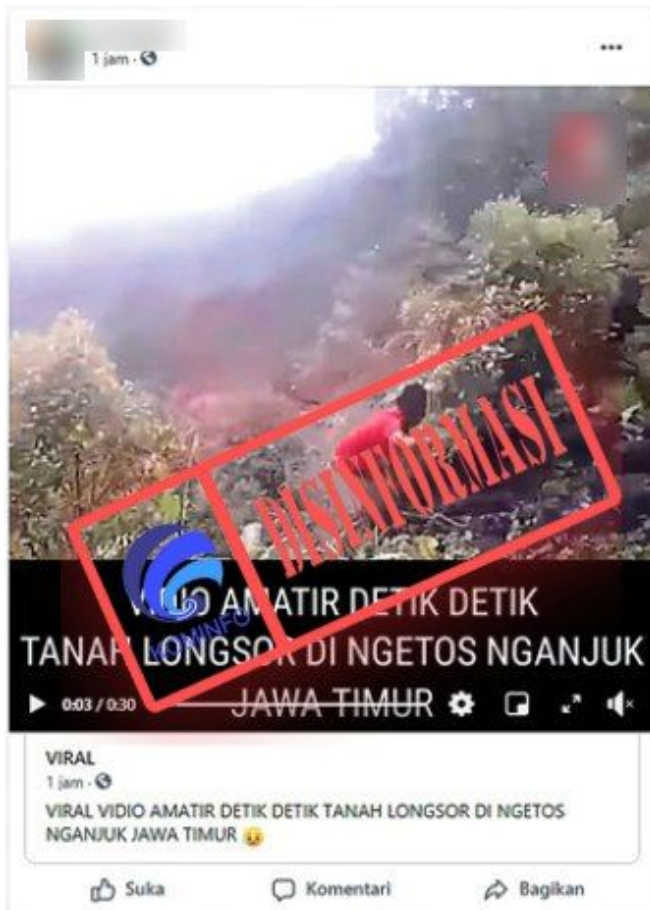 1 jam
DISINFORMASI
KOMINFO
VIDIO AMATIR DETIK DETIK
TANAH LONGSOR DI NGETOS NGANJUK
JAWA TIMUR
0:03 / 0:30
VIRAL
1 jam
VIRAL VIDIO AMATIR DETIK DETIK TANAH LONGSOR DI NGETOS
NGANJUK JAWA TIMUR
Suka
Komentari
Bagikan